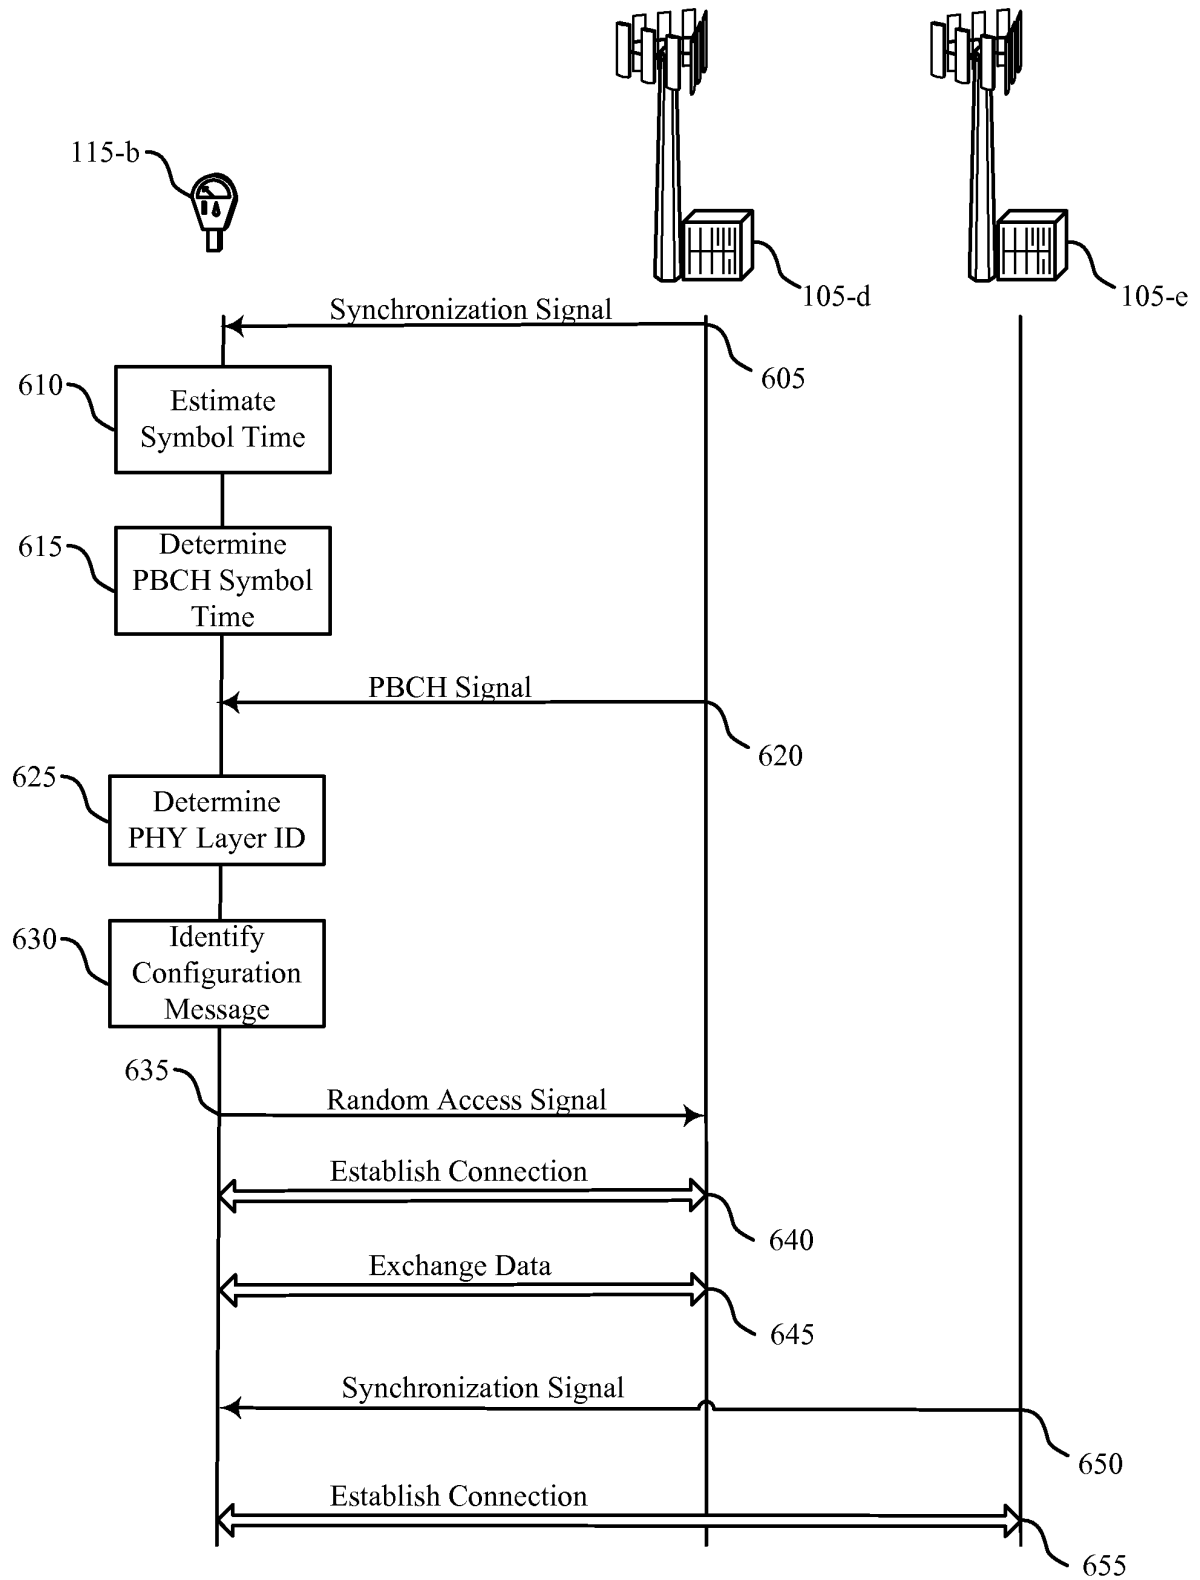 115-b
105-d
105-e
Synchronization Signal
605
610
Estimate
Symbol Time
615
Determine
PBCH Symbol
Time
PBCH Signal
620
625
Determine
PHY Layer ID
630
Identify
Configuration
Message
635
Random Access Signal
Establish Connection
640
Exchange Data
645
Synchronization Signal
650
Establish Connection
655